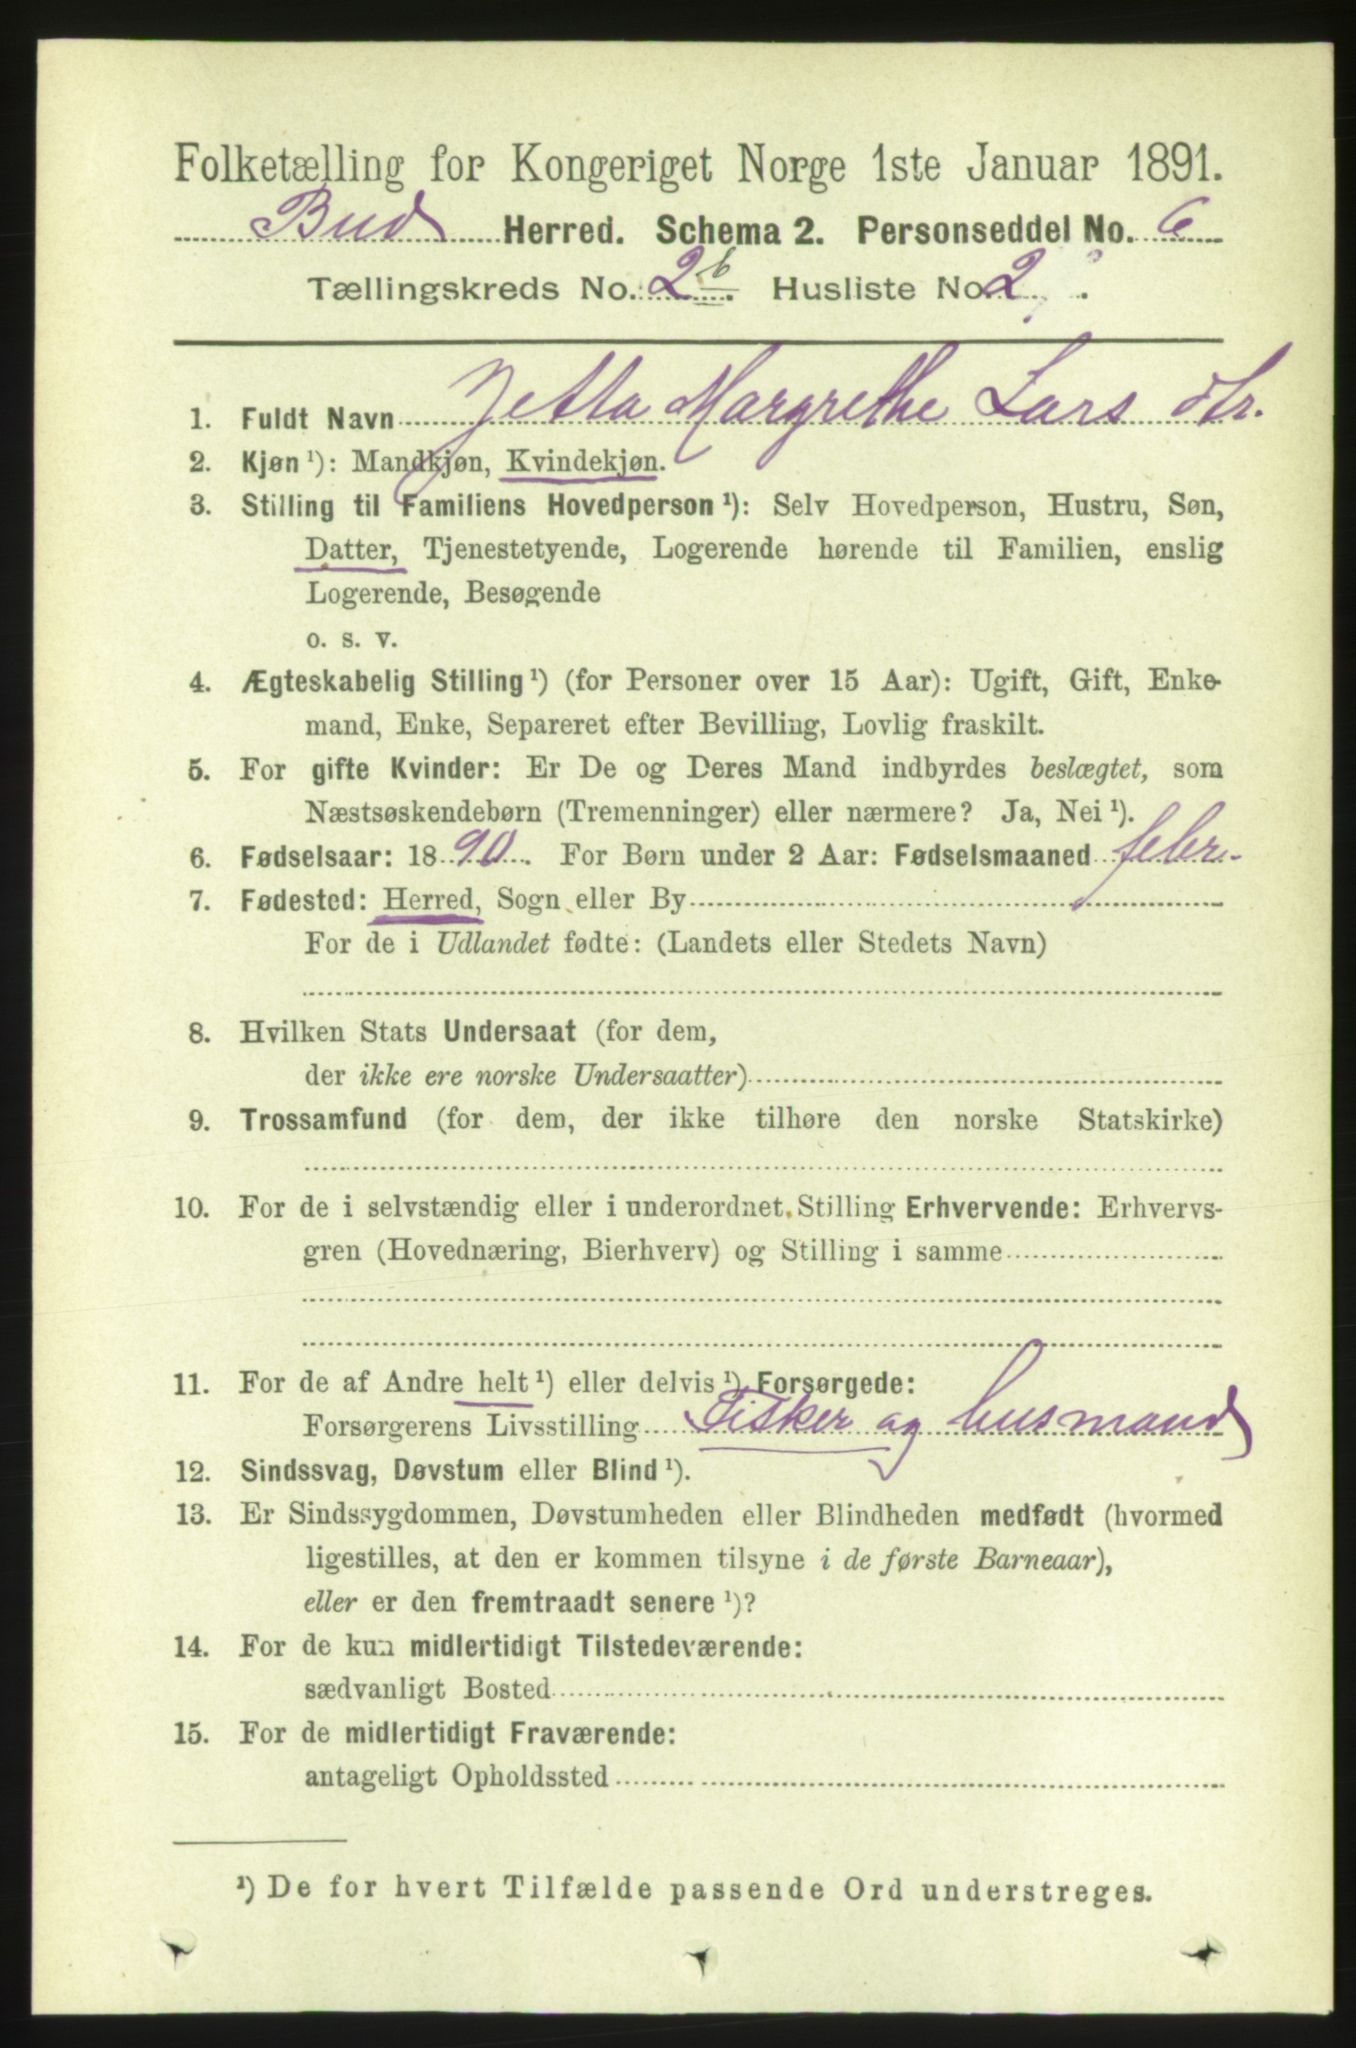 Folketælling for Kongeriget Norge 1ste Januar 1891.
Bud Herred. Schema 2. Personseddel No. 6
Tællingskreds No. 2b. Husliste No. 2.
1. Fuldt Navn Jetta Margrethe Lars dtr.
2. Kjøn ¹): Mandkjøn, Kvindekjøn.
3. Stilling til Familiens Hovedperson ¹): Selv Hovedperson, Hustru, Søn,
Datter, Tjenestetyende, Logerende hørende til Familien, enslig
Logerende, Besøgende
o. s. v.
4. Ægteskabelig Stilling ¹) (for Personer over 15 Aar): Ugift, Gift, Enke-
mand, Enke, Separeret efter Bevilling, Lovlig fraskilt.
5. For gifte Kvinder: Er De og Deres Mand indbyrdes beslægtet, som
Næstsøskendebørn (Tremenninger) eller nærmere? Ja, Nei ¹).
6. Fødselsaar: 1890. For Børn under 2 Aar: Fødselsmaaned febr.
7. Fødested: Herred, Sogn eller By
For de i Udlandet fødte: (Landets eller Stedets Navn)
8. Hvilken Stats Undersaat (for dem,
der ikke ere norske Undersaatter)
9. Trossamfund (for dem, der ikke tilhøre den norske Statskirke)
10. For de i selvstændig eller i underordnet Stilling Erhvervende: Erhvervs-
gren (Hovednæring, Bierhverv) og Stilling i samme
11. For de af Andre helt ¹) eller delvis ¹) Forsørgede:
Forsørgerens Livsstilling Fisker og husmand
12. Sindssvag, Døvstum eller Blind ¹).
13. Er Sindssygdommen, Døvstumheden eller Blindheden medfødt (hvormed
ligestilles, at den er kommen tilsyne i de første Barneaar),
eller er den fremtraadt senere ¹)?
14. For de kun midlertidigt Tilstedeværende:
sædvanligt Bosted
15. For de midlertidigt Fraværende:
antageligt Opholdssted
¹) De for hvert Tilfælde passende Ord understreges.